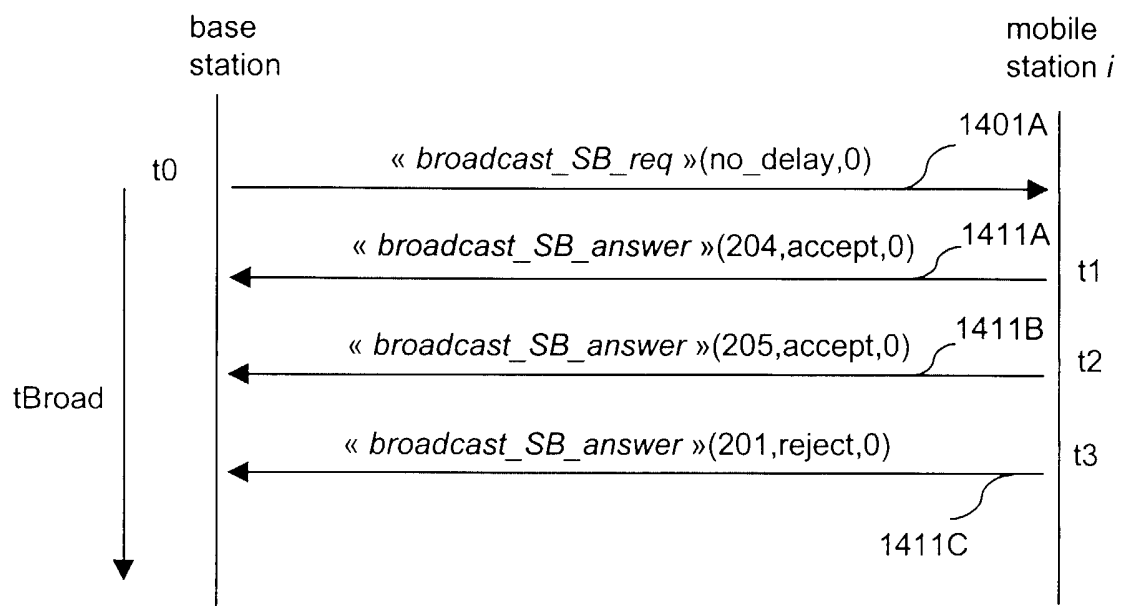 base
station
mobile
station i
1401A
t0
« broadcast_SB_req »(no_delay,0)
1411A
« broadcast_SB_answer »(204,accept,0)
t1
1411B
« broadcast_SB_answer »(205,accept,0)
t2
tBroad
« broadcast_SB_answer »(201,reject,0)
t3
1411C